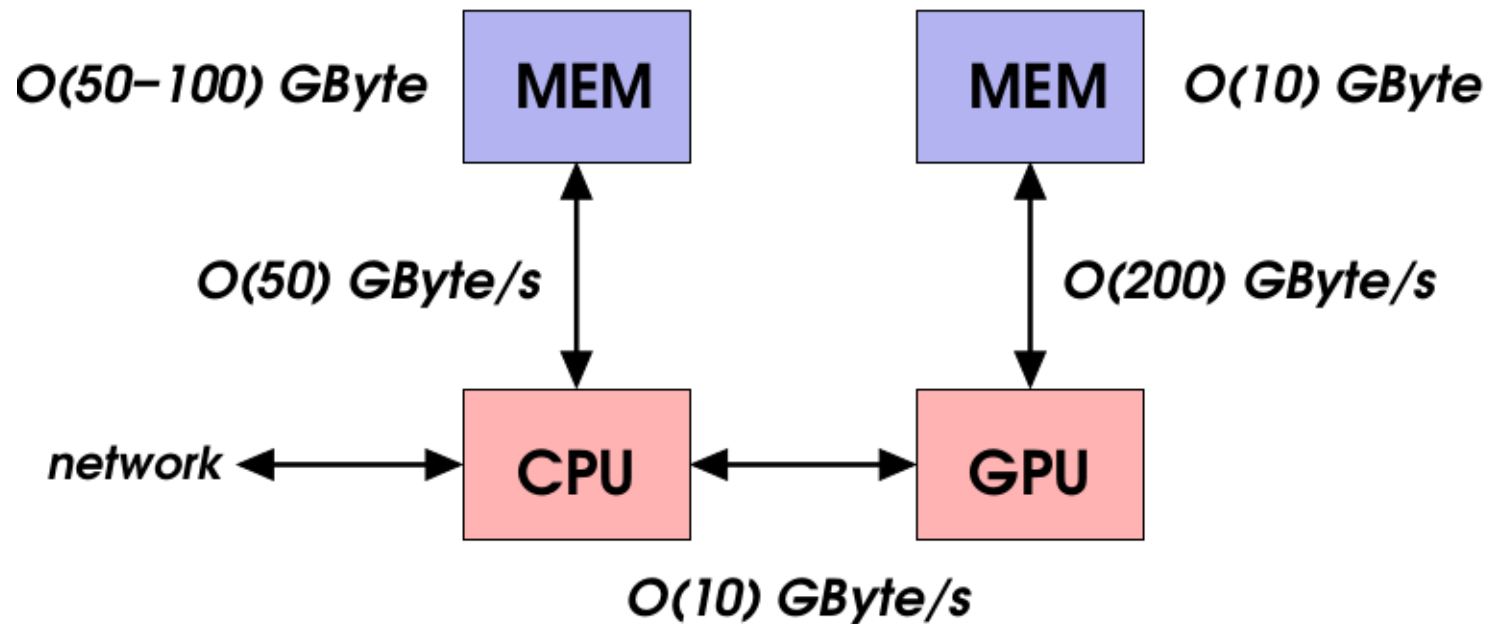 O(50–100) GByte
MEM
MEM
O(10) GByte
O(50) GByte/s
O(200) GByte/s
network
CPU
GPU
O(10) GByte/s